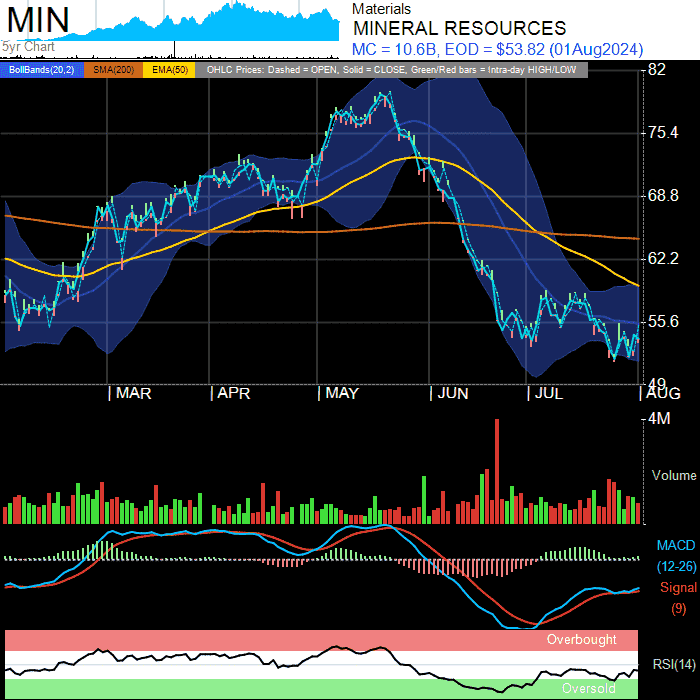 MIN
5yr Chart
Materials
MINERAL RESOURCES
MC = 10.6B, EOD = $53.82 (01Aug2024)
BollBands(20,2) SMA(200) EMA(50) OHLC Prices: Dashed = OPEN, Solid = CLOSE, Green/Red bars = Intra-day HIGH/LOW
82
75.4
68.8
62.2
55.6
49
MAR APR MAY JUN JUL AUG
4M
Volume
MACD
(12-26)
Signal
(9)
Overbought
RSI(14)
Oversold